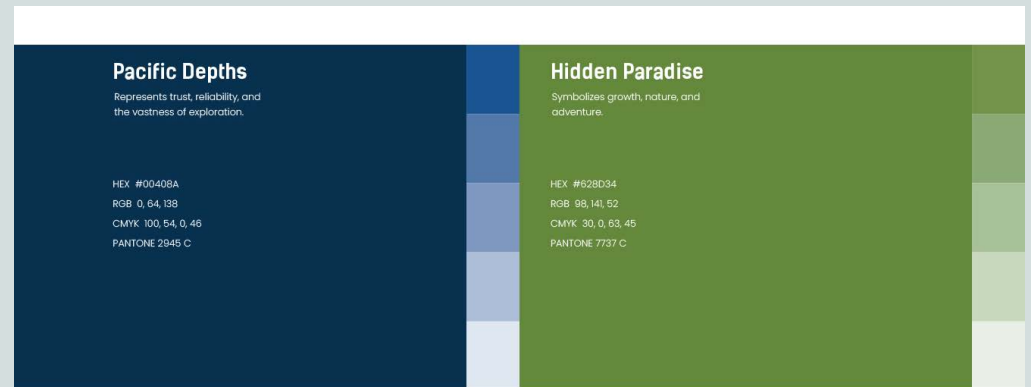 Pacific Depths
Represents trust, reliability, and
the vastness of exploration.
HEX #00408A
RGB 0, 64, 138
CMYK 100, 54, 0, 46
PANTONE 2945 C
Hidden Paradise
Symbolizes growth, nature, and
adventure.
HEX #628D34
RGB 98, 141, 52
CMYK 30, 0, 63, 45
PANTONE 7737 C